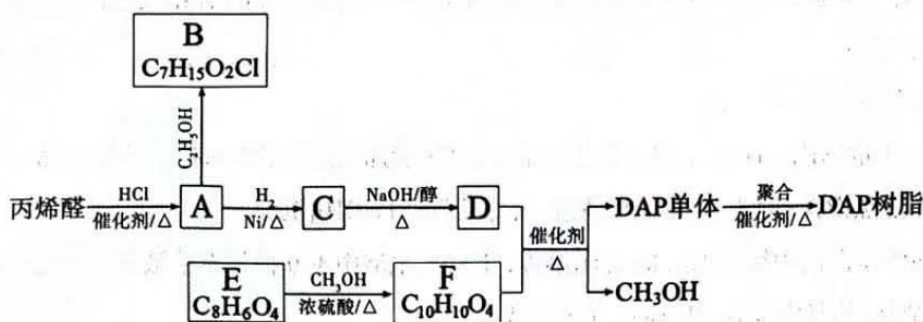 B
C₇H₁₅O₂Cl
C₂H₅OH
丙烯醛
HCl
催化剂/△
A
H₂
Ni/△
C
NaOH/醇
△
D
催化剂
△
DAP单体
聚合
催化剂/△
DAP树脂
E
C₈H₆O₄
CH₃OH
浓硫酸/△
F
C₁₀H₁₀O₄
CH₃OH